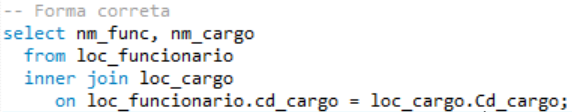 -- Forma correta
select nm_func, nm_cargo
from loc_funcionario
inner join loc_cargo
on loc_funcionario.cd_cargo = loc_cargo.Cd_cargo;